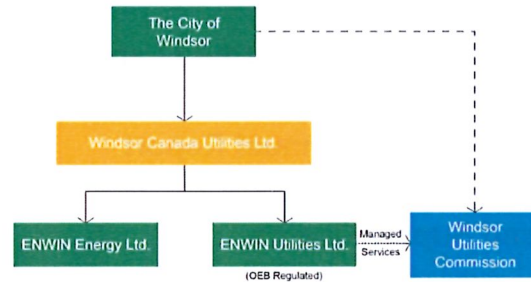 The City of
Windsor
Windsor Canada Utilities Ltd.
ENWIN Energy Ltd.
ENWIN Utilities Ltd.
(OEB Regulated)
Managed
Services
Windsor
Utilities
Commission